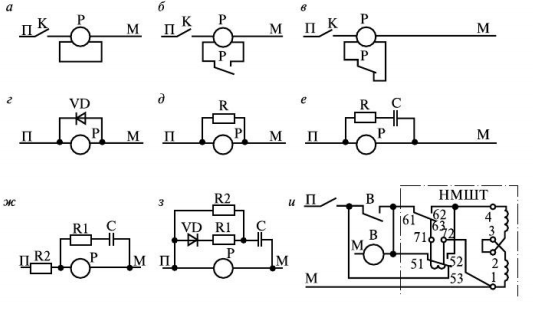 а б в
П К Р М П К Р М П К Р М
Р Р
г д е
VD R R C
П Р М П Р М П Р М
ж з и
R2 П В НМШТ
R1 C VD R1 C 61 62 63 4
П R2 Р М П Р М М В 71 72 3
51 52 2
М 53 1